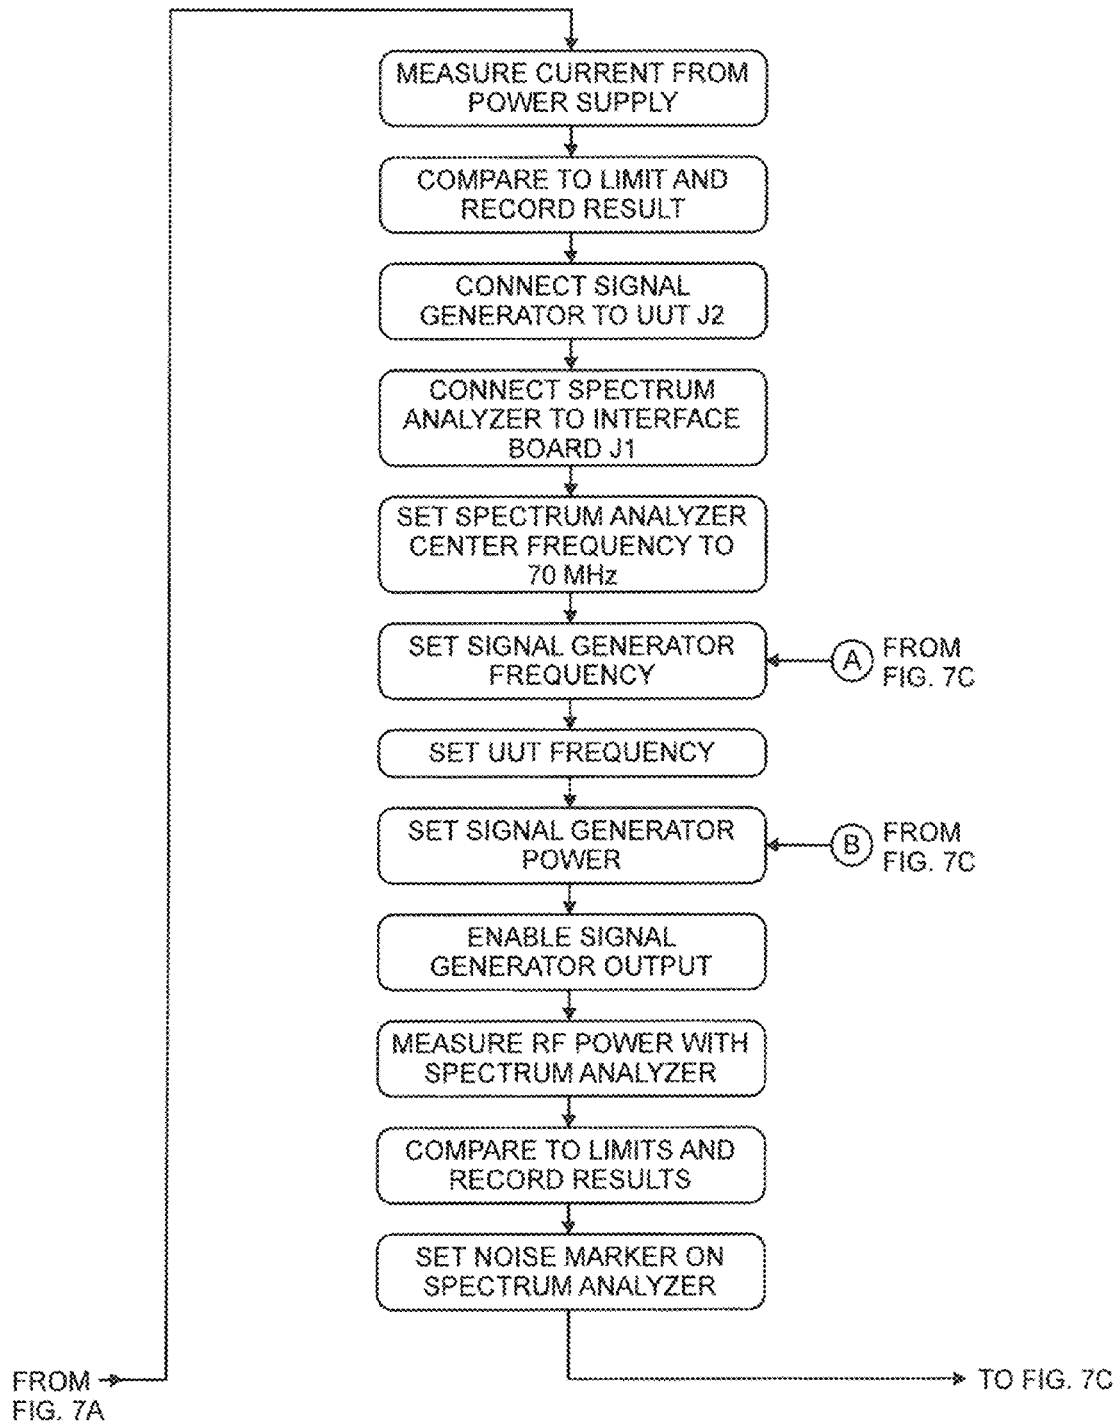 MEASURE CURRENT FROM
POWER SUPPLY
COMPARE TO LIMIT AND
RECORD RESULT
CONNECT SIGNAL
GENERATOR TO UUT J2
CONNECT SPECTRUM
ANALYZER TO INTERFACE
BOARD J1
SET SPECTRUM ANALYZER
CENTER FREQUENCY TO
70 MHz
SET SIGNAL GENERATOR
FREQUENCY
A
FROM
FIG. 7C
SET UUT FREQUENCY
SET SIGNAL GENERATOR
POWER
B
FROM
FIG. 7C
ENABLE SIGNAL
GENERATOR OUTPUT
MEASURE RF POWER WITH
SPECTRUM ANALYZER
COMPARE TO LIMITS AND
RECORD RESULTS
SET NOISE MARKER ON
SPECTRUM ANALYZER
FROM
FIG. 7A
TO FIG. 7C